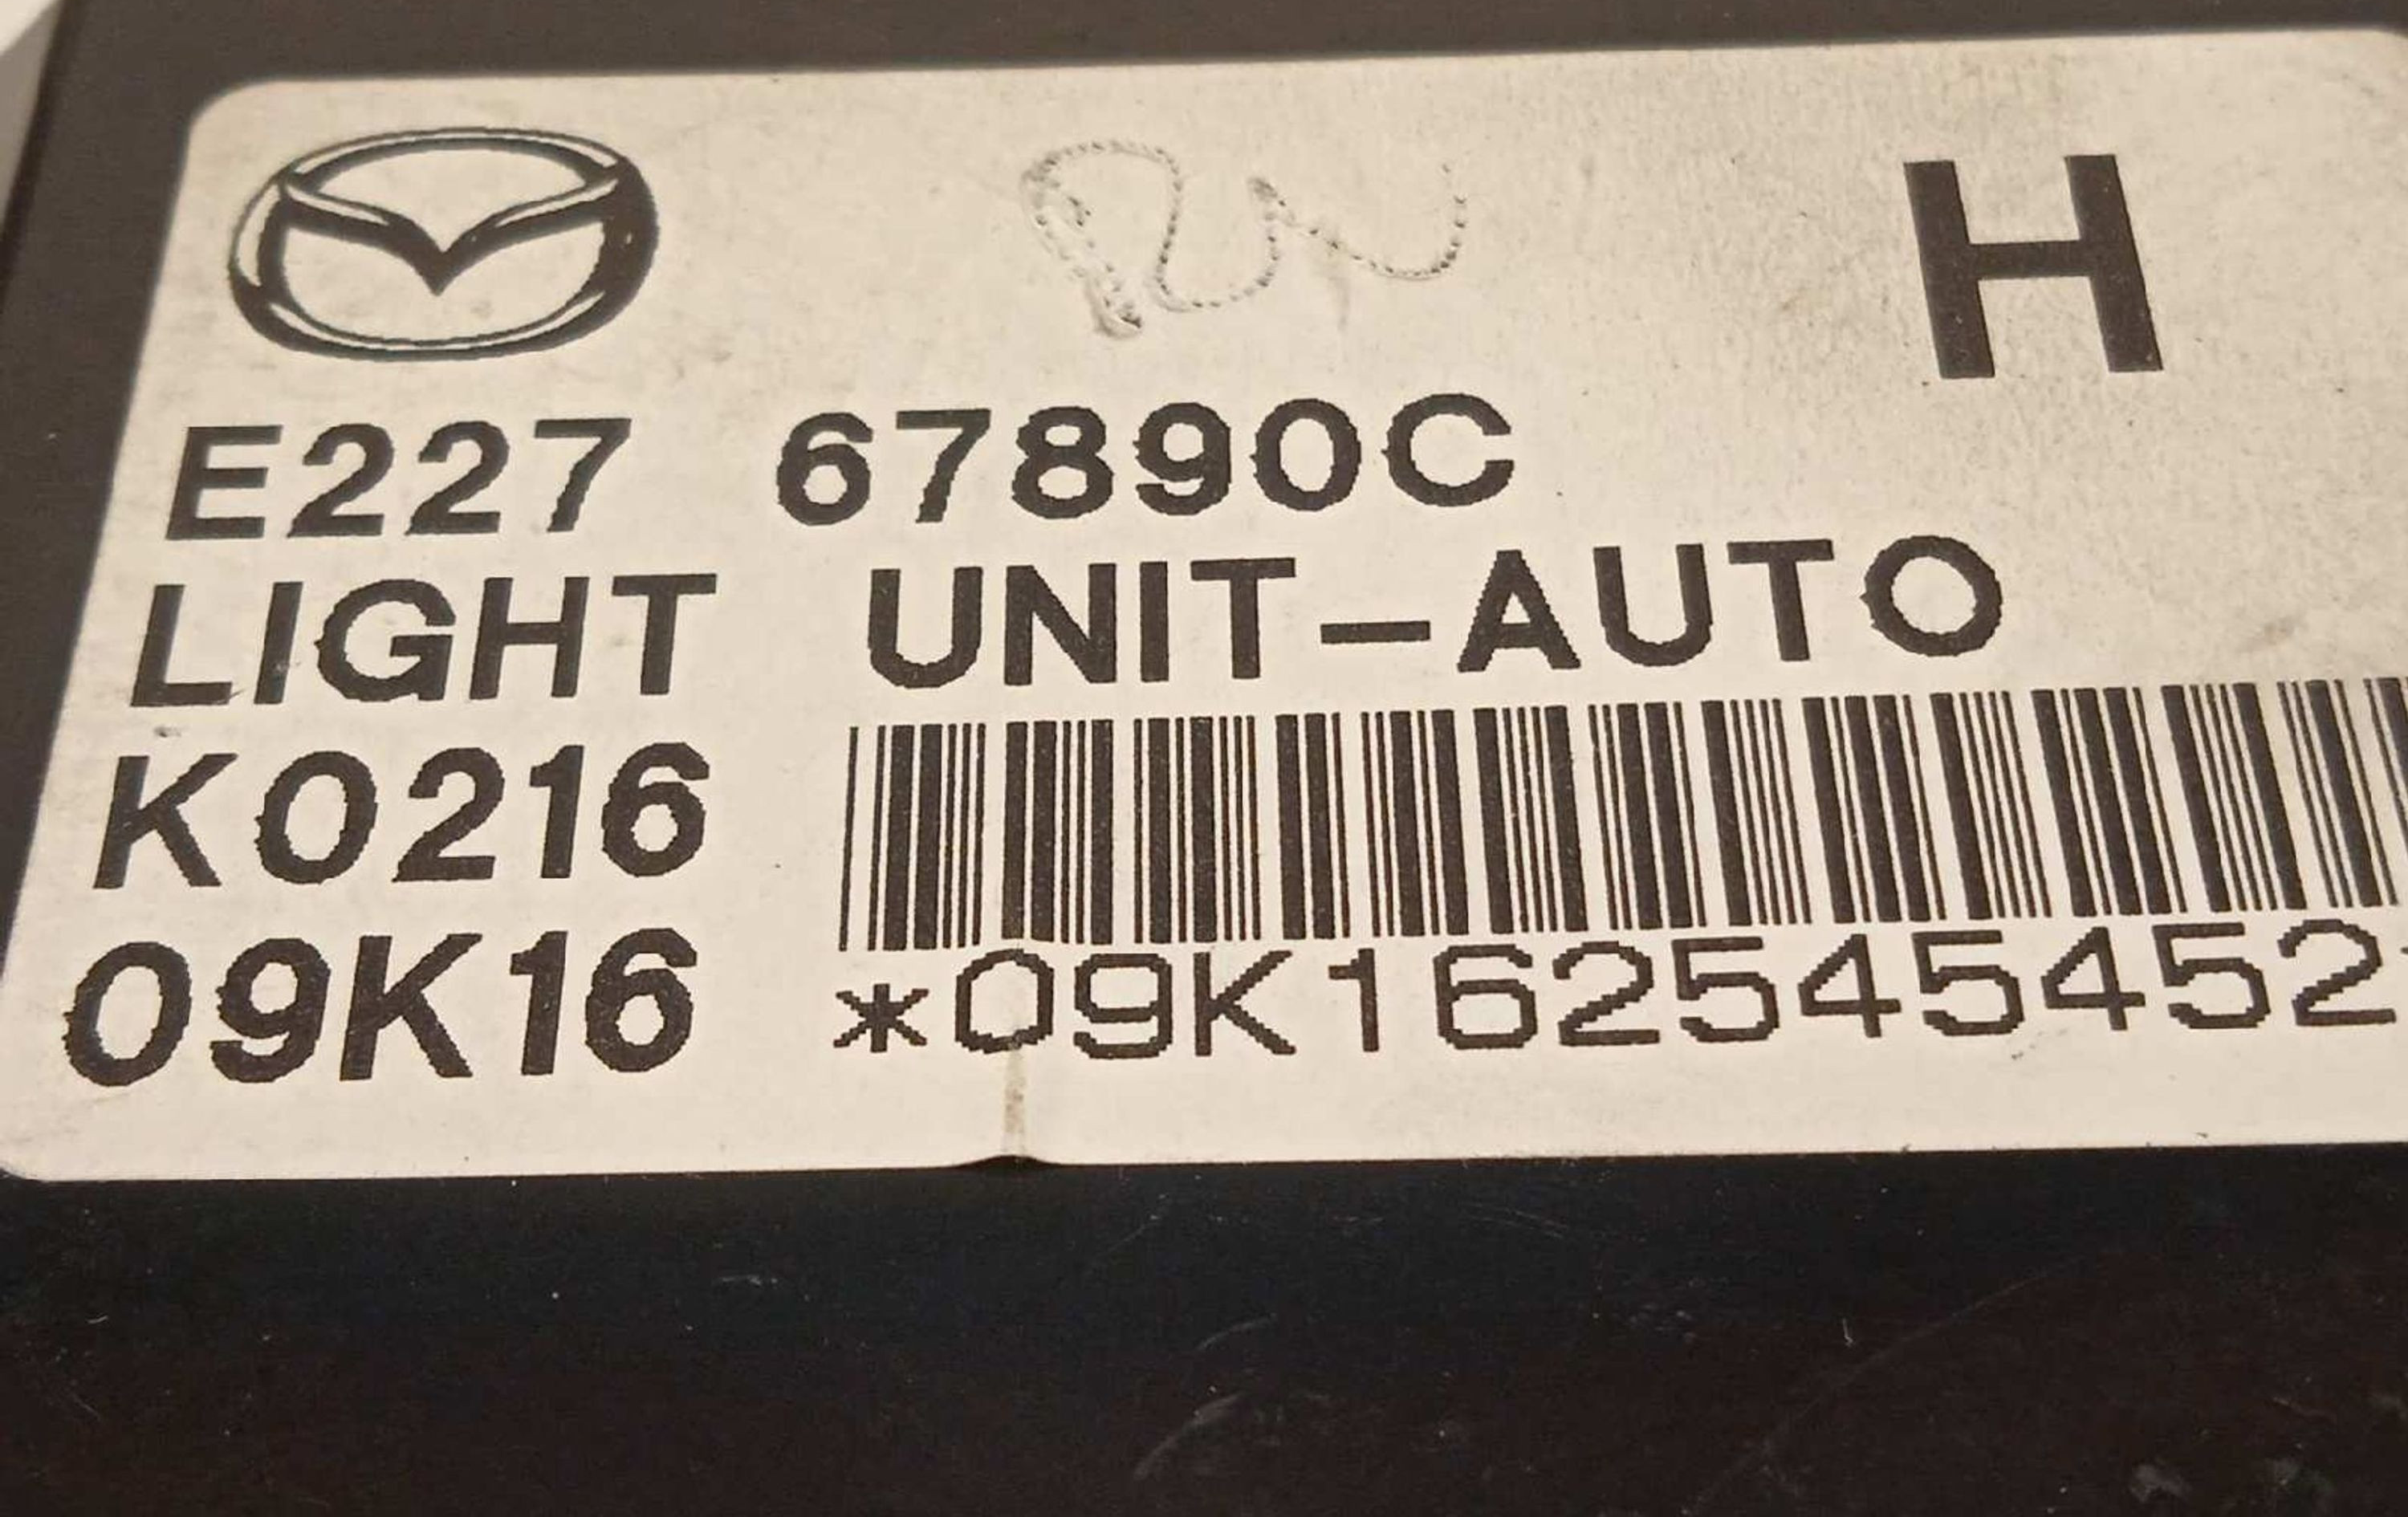 H
E227 67890C
LIGHT UNIT-AUTO
K0216
09K16 *09K162545452